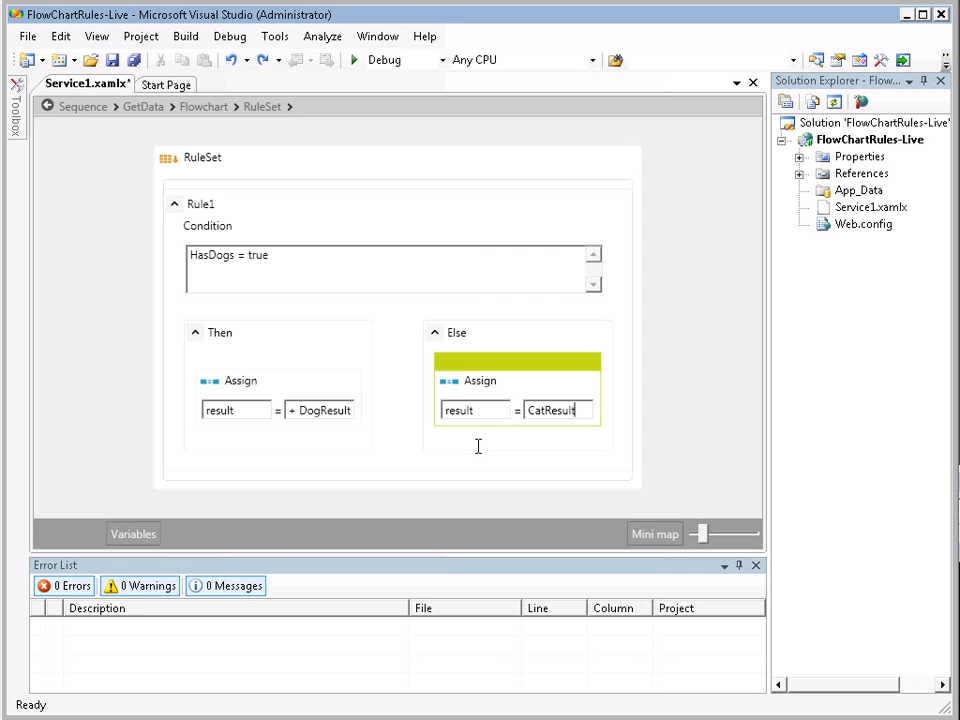 FlowChartRules-Live - Microsoft Visual Studio (Administrator)
File Edit View Project Build Debug Tools Analyze Window Help
Debug Any CPU
Service1.xamlx* Start Page
Sequence GetData Flowchart RuleSet
Toolbox
RuleSet
Rule1
Condition
HasDogs = true
Then
Assign
result = + DogResult
Else
Assign
result = CatResult
Variables Mini map
Error List
0 Errors 0 Warnings 0 Messages
Description File Line Column Project
Solution Explorer - Flow...
Solution 'FlowChartRules-Live'
FlowChartRules-Live
Properties
References
App_Data
Service1.xamlx
Web.config
Ready